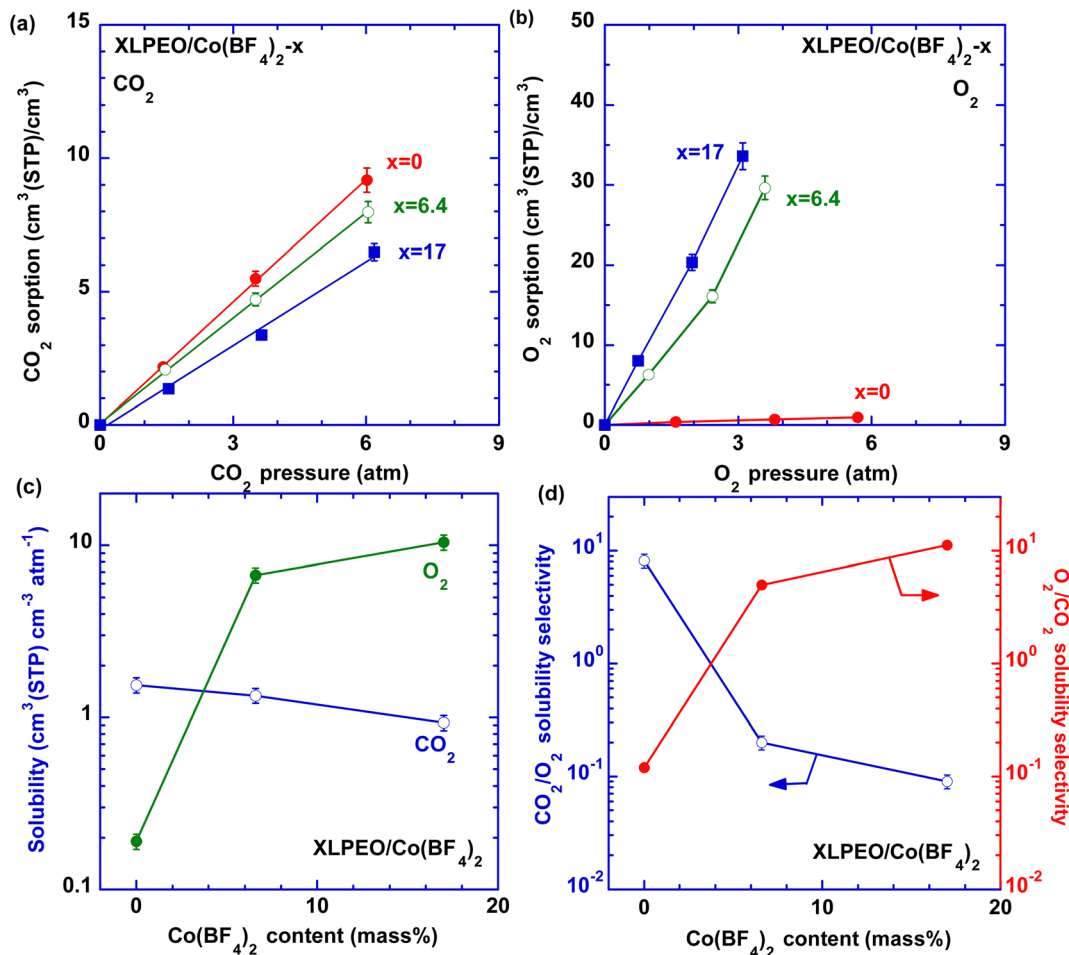 (a)
XLPEO/Co(BF₄)₂-x
CO₂
15
10
5
0
CO₂ sorption (cm³(STP)/cm³)
x=0
x=6.4
x=17
0 3 6 9
CO₂ pressure (atm)
(b)
XLPEO/Co(BF₄)₂-x
O₂
50
40
30
20
10
0
O₂ sorption (cm³(STP)/cm³)
x=17
x=6.4
x=0
0 3 6 9
O₂ pressure (atm)
(c)
10
1
0.1
Solubility (cm³(STP) cm⁻³ atm⁻¹)
O₂
CO₂
XLPEO/Co(BF₄)₂
0 10 20
Co(BF₄)₂ content (mass%)
(d)
10¹
10⁰
10⁻¹
10⁻²
CO₂/O₂ solubility selectivity
XLPEO/Co(BF₄)₂
10¹
10⁰
10⁻¹
10⁻²
O₂/CO₂ solubility selectivity
0 10 20
Co(BF₄)₂ content (mass%)